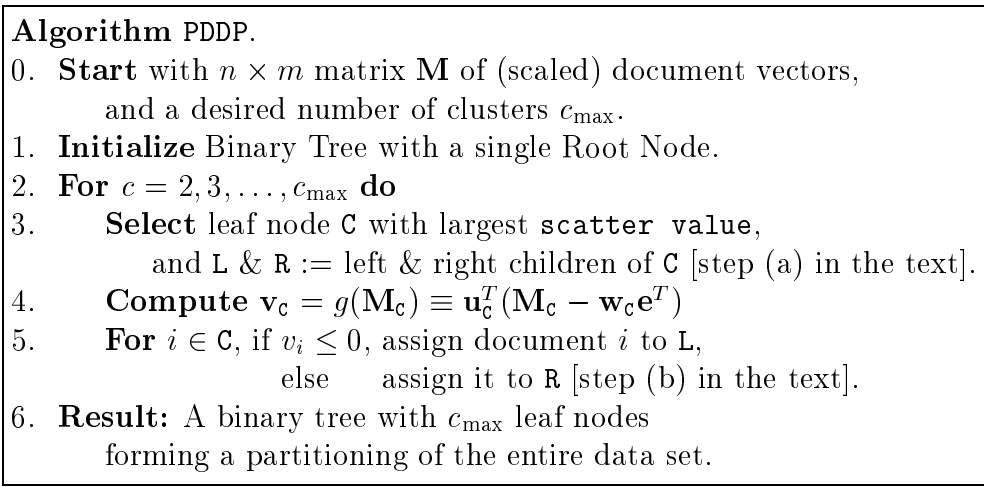 Algorithm PDDP.
0. Start with n × m matrix M of (scaled) document vectors,
and a desired number of clusters c_max.
1. Initialize Binary Tree with a single Root Node.
2. For c = 2, 3, . . . , c_max do
3. Select leaf node C with largest scatter value,
and L & R := left & right children of C [step (a) in the text].
4. Compute v_C = g(M_C) ≡ u_C^T(M_C − w_C e^T)
5. For i ∈ C, if v_i ≤ 0, assign document i to L,
else assign it to R [step (b) in the text].
6. Result: A binary tree with c_max leaf nodes
forming a partitioning of the entire data set.